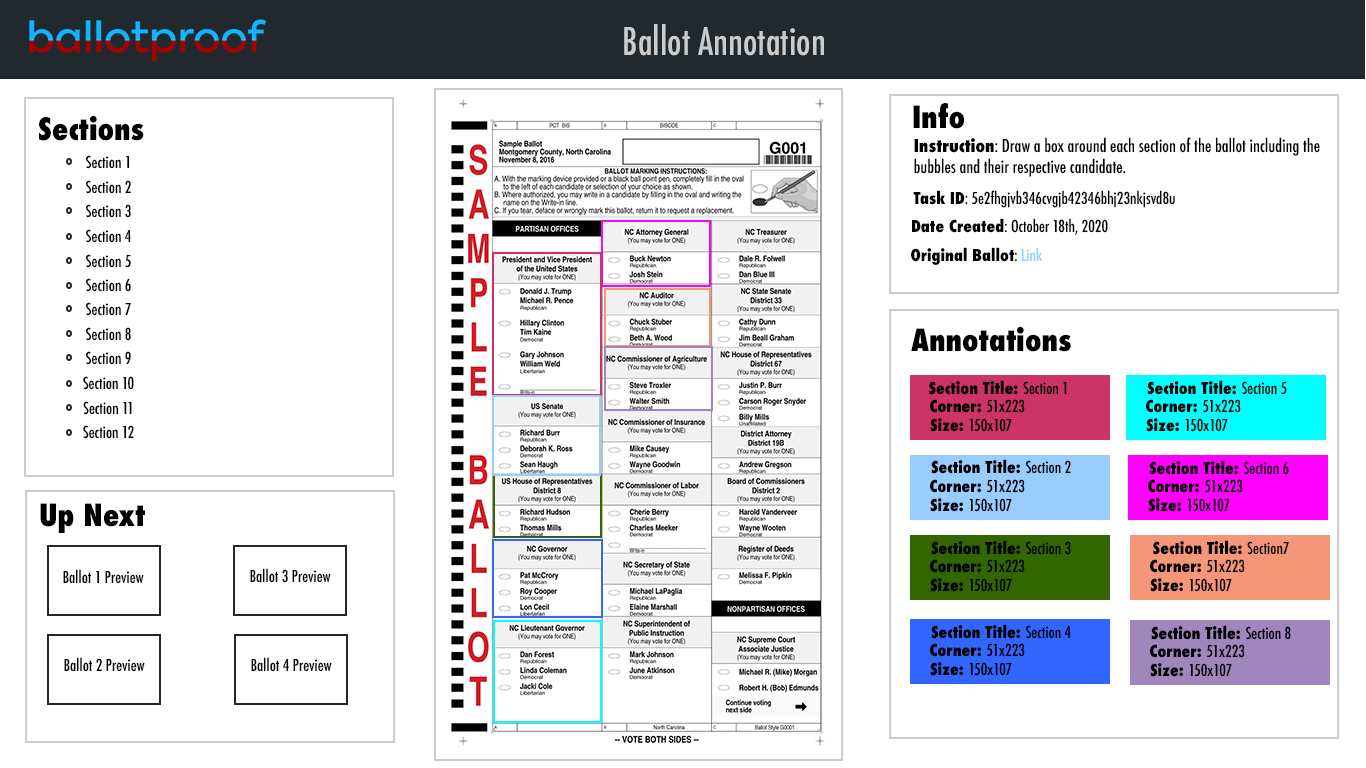 ballotproof
Ballot Annotation
Sections
Section 1
Section 2
Section 3
Section 4
Section 5
Section 6
Section 7
Section 8
Section 9
Section 10
Section 11
Section 12
Up Next
Ballot 1 Preview
Ballot 3 Preview
Ballot 2 Preview
Ballot 4 Preview
A PCT BIS B BISCOE C
SAMPLE BALLOT
Sample Ballot
Montgomery County, North Carolina
November 8, 2016
G001
BALLOT MARKING INSTRUCTIONS:
A. With the marking device provided or a black ball point pen, completely fill in the oval
to the left of each candidate or selection of your choice as shown.
B. Where authorized, you may write in a candidate by filling in the oval and writing the
name on the Write-in line.
C. If you tear, deface or wrongly mark this ballot, return it to request a replacement.
PARTISAN OFFICES
President and Vice President
of the United States
(You may vote for ONE)
Donald J. Trump
Michael R. Pence
Republican
Hillary Clinton
Tim Kaine
Democrat
Gary Johnson
William Weld
Libertarian
Write-in
US Senate
(You may vote for ONE)
Richard Burr
Republican
Deborah K. Ross
Democrat
Sean Haugh
Libertarian
US House of Representatives
District 8
(You may vote for ONE)
Richard Hudson
Republican
Thomas Mills
Democrat
NC Governor
(You may vote for ONE)
Pat McCrory
Republican
Roy Cooper
Democrat
Lon Cecil
Libertarian
NC Lieutenant Governor
(You may vote for ONE)
Dan Forest
Republican
Linda Coleman
Democrat
Jacki Cole
Libertarian
NC Attorney General
(You may vote for ONE)
Buck Newton
Republican
Josh Stein
Democrat
NC Auditor
(You may vote for ONE)
Chuck Stuber
Republican
Beth A. Wood
Democrat
NC Commissioner of Agriculture
(You may vote for ONE)
Steve Troxler
Republican
Walter Smith
Democrat
NC Commissioner of Insurance
(You may vote for ONE)
Mike Causey
Republican
Wayne Goodwin
Democrat
NC Commissioner of Labor
(You may vote for ONE)
Cherie Berry
Republican
Charles Meeker
Democrat
Write-in
NC Secretary of State
(You may vote for ONE)
Michael LaPaglia
Republican
Elaine Marshall
Democrat
NC Superintendent of
Public Instruction
(You may vote for ONE)
Mark Johnson
Republican
June Atkinson
Democrat
NC Treasurer
(You may vote for ONE)
Dale R. Folwell
Republican
Dan Blue III
Democrat
NC State Senate
District 33
(You may vote for ONE)
Cathy Dunn
Republican
Jim Beall Graham
Democrat
NC House of Representatives
District 67
(You may vote for ONE)
Justin P. Burr
Republican
Carson Roger Snyder
Democrat
Billy Mills
Unaffiliated
District Attorney
District 19B
(You may vote for ONE)
Andrew Gregson
Republican
Board of Commissioners
District 2
(You may vote for ONE)
Harold Vanderveer
Republican
Wayne Wooten
Democrat
Register of Deeds
(You may vote for ONE)
Melissa F. Pipkin
Democrat
NONPARTISAN OFFICES
NC Supreme Court
Associate Justice
(You may vote for ONE)
Michael R. (Mike) Morgan
Robert H. (Bob) Edmunds
Continue voting
next side
A B North Carolina C Ballot Style G0001
-- VOTE BOTH SIDES --
Info
Instruction: Draw a box around each section of the ballot including the
bubbles and their respective candidate.
Task ID: 5e2fhgjvb346cvgjb42346bhj23nkjsvd8u
Date Created: October 18th, 2020
Original Ballot: Link
Annotations
Section Title: Section 1
Corner: 51x223
Size: 150x107
Section Title: Section 5
Corner: 51x223
Size: 150x107
Section Title: Section 2
Corner: 51x223
Size: 150x107
Section Title: Section 6
Corner: 51x223
Size: 150x107
Section Title: Section 3
Corner: 51x223
Size: 150x107
Section Title: Section7
Corner: 51x223
Size: 150x107
Section Title: Section 4
Corner: 51x223
Size: 150x107
Section Title: Section 8
Corner: 51x223
Size: 150x107